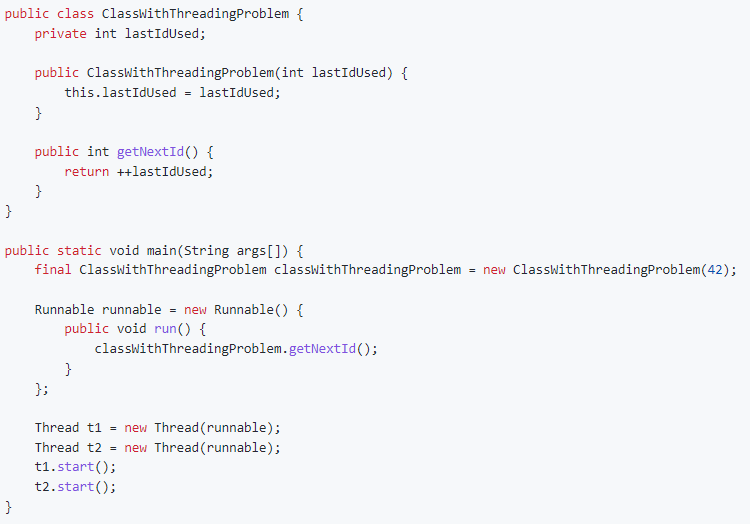 public class ClassWithThreadingProblem {
    private int lastIdUsed;

    public ClassWithThreadingProblem(int lastIdUsed) {
        this.lastIdUsed = lastIdUsed;
    }

    public int getNextId() {
        return ++lastIdUsed;
    }
}

public static void main(String args[]) {
    final ClassWithThreadingProblem classWithThreadingProblem = new ClassWithThreadingProblem(42);

    Runnable runnable = new Runnable() {
        public void run() {
            classWithThreadingProblem.getNextId();
        }
    };

    Thread t1 = new Thread(runnable);
    Thread t2 = new Thread(runnable);
    t1.start();
    t2.start();
}